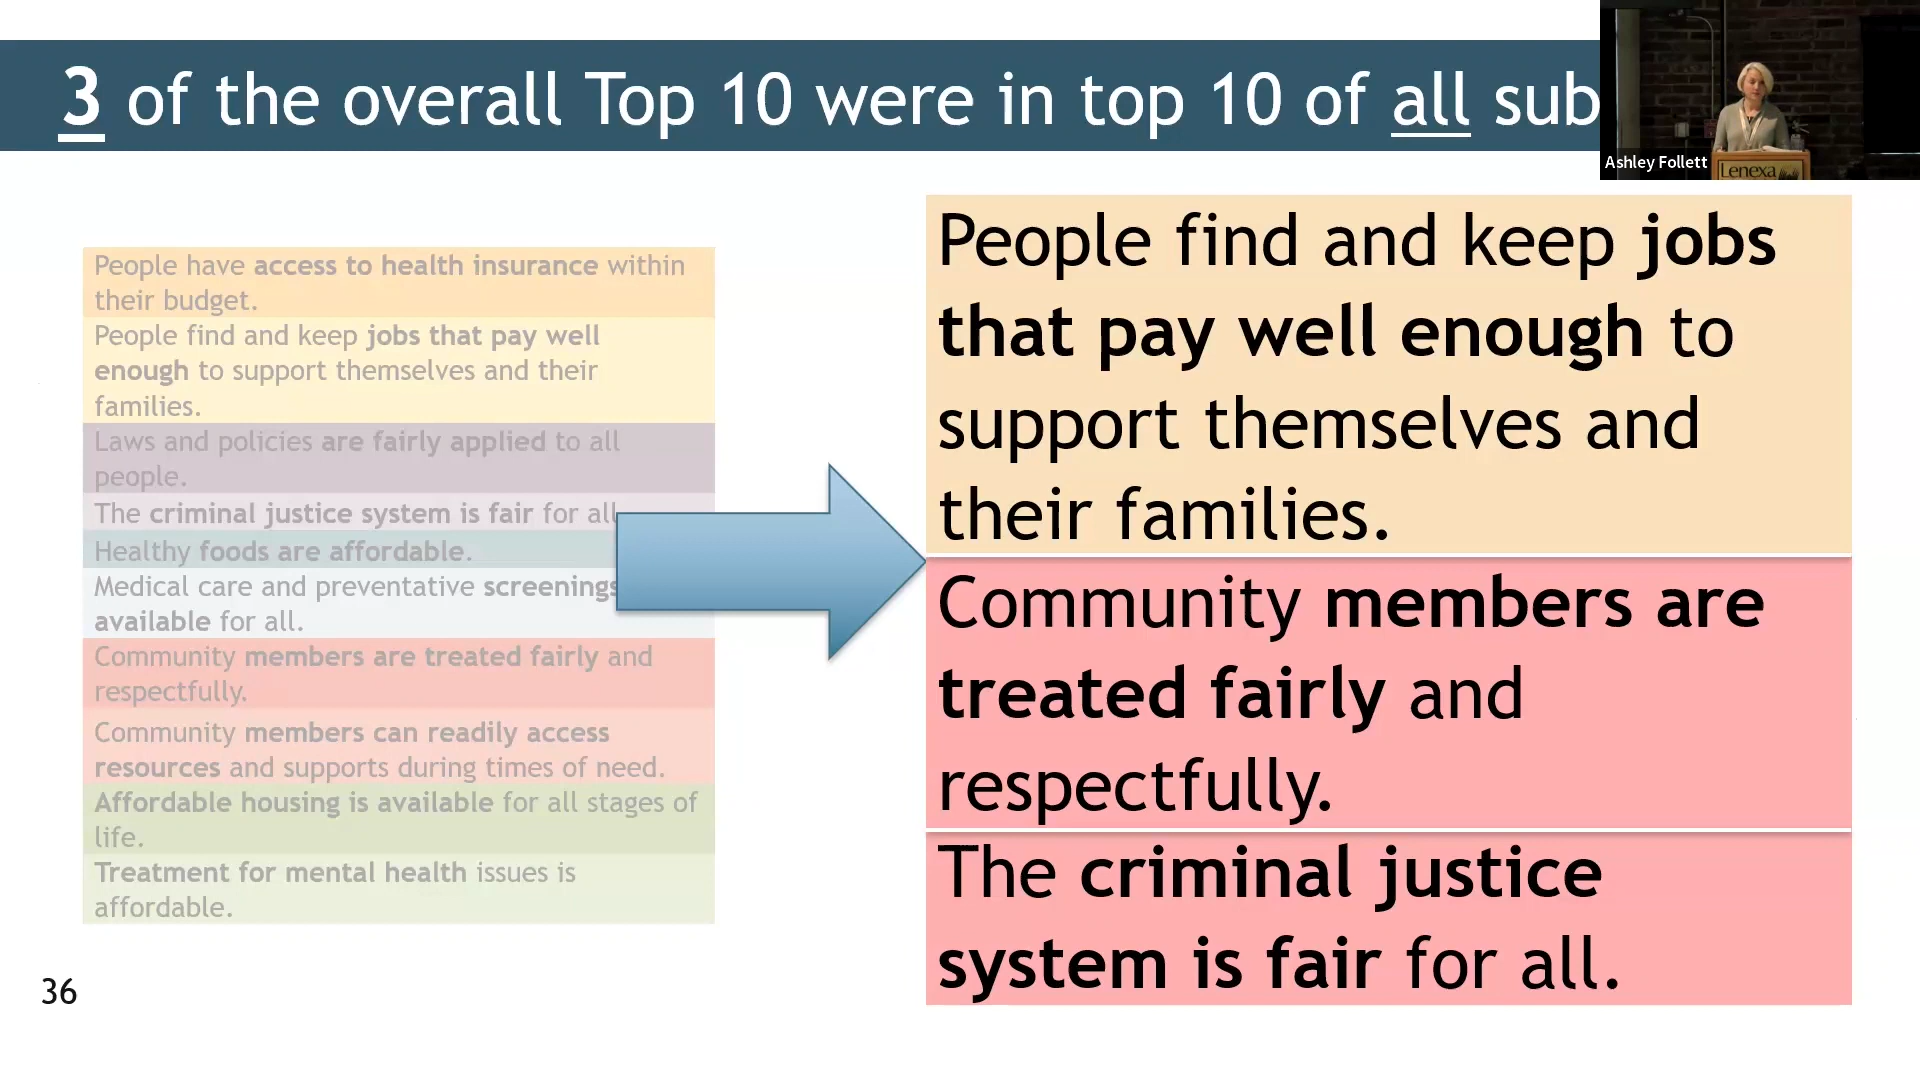 3 of the overall Top 10 were in top 10 of all sub
Ashley Follett
Lenexa
People have access to health insurance within
their budget.
People find and keep jobs that pay well
enough to support themselves and their
families.
Laws and policies are fairly applied to all
people.
The criminal justice system is fair for all
Healthy foods are affordable.
Medical care and preventative screenings
available for all.
Community members are treated fairly and
respectfully.
Community members can readily access
resources and supports during times of need.
Affordable housing is available for all stages of
life.
Treatment for mental health issues is
affordable.
People find and keep jobs
that pay well enough to
support themselves and
their families.
Community members are
treated fairly and
respectfully.
The criminal justice
system is fair for all.
36